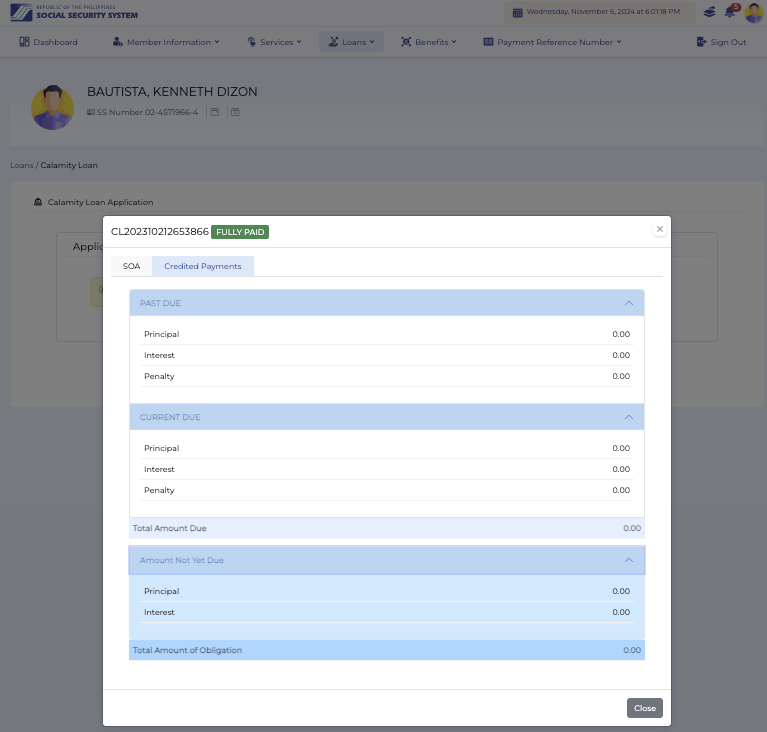 REPUBLIC OF THE PHILIPPINES
SOCIAL SECURITY SYSTEM
Wednesday, November 6, 2024 at 6:01:18 PM
5
Dashboard
Member Information
Services
Loans
Benefits
Payment Reference Number
Sign Out
BAUTISTA, KENNETH DIZON
SS Number 02-4571966-4
Loans / Calamity Loan
Calamity Loan Application
CL202310212653866 FULLY PAID
×
SOA Credited Payments
PAST DUE
Principal 0.00
Interest 0.00
Penalty 0.00
CURRENT DUE
Principal 0.00
Interest 0.00
Penalty 0.00
Total Amount Due 0.00
Amount Not Yet Due
Principal 0.00
Interest 0.00
Total Amount of Obligation 0.00
Close